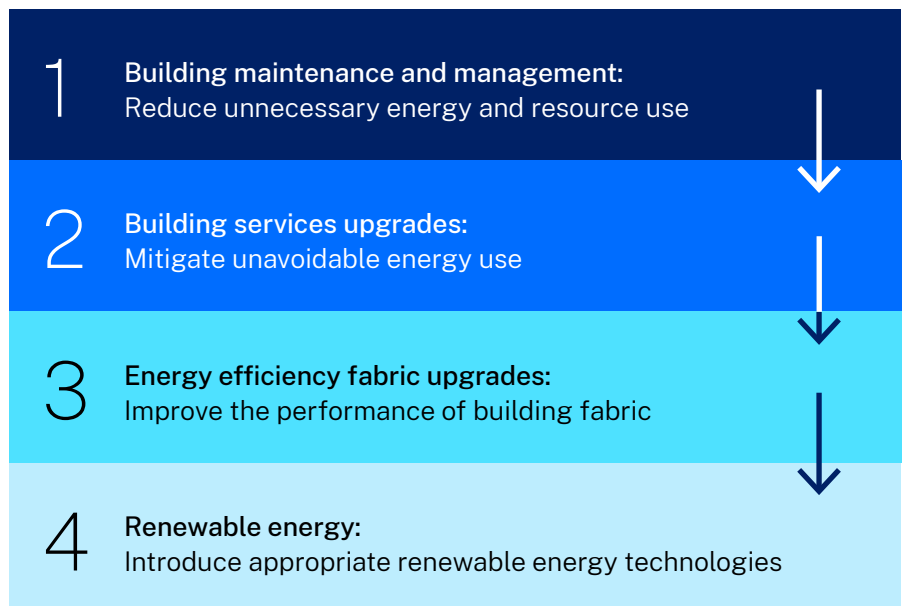 1
Building maintenance and management:
Reduce unnecessary energy and resource use
2
Building services upgrades:
Mitigate unavoidable energy use
3
Energy efficiency fabric upgrades:
Improve the performance of building fabric
4
Renewable energy:
Introduce appropriate renewable energy technologies